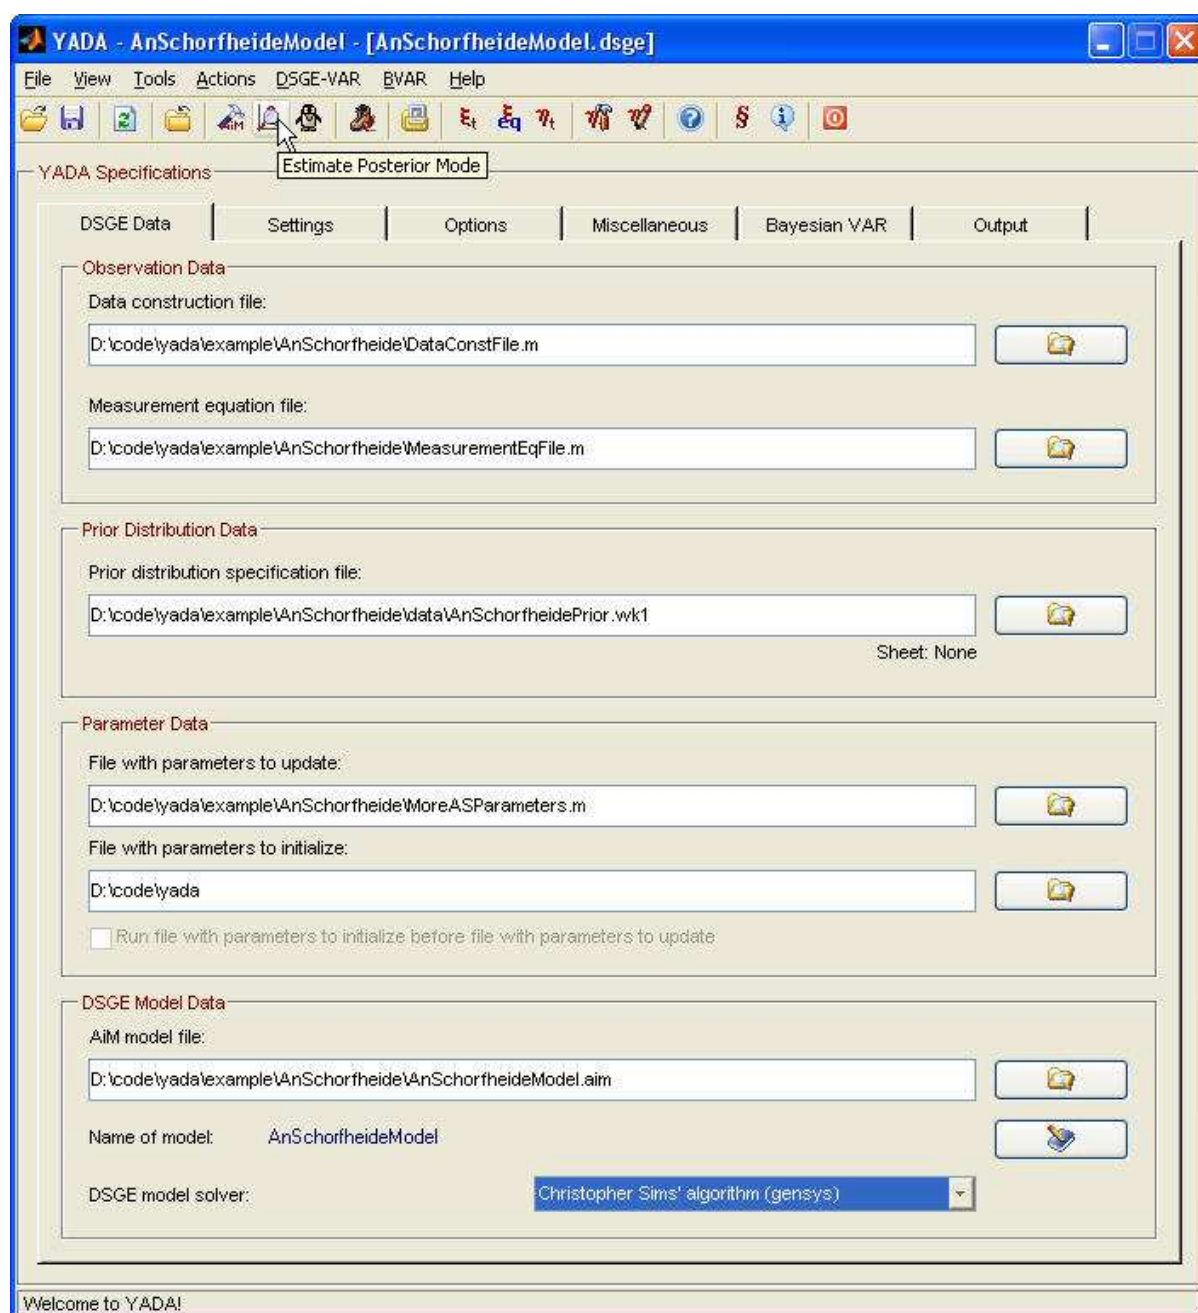 YADA - AnSchorfheideModel - [AnSchorfheideModel.dsge]
File View Tools Actions DSGE-VAR BVAR Help
AiM ξt ξq ηt § i
Estimate Posterior Mode
YADA Specifications
DSGE Data Settings Options Miscellaneous Bayesian VAR Output
Observation Data
Data construction file:
D:\code\yada\example\AnSchorfheide\DataConstFile.m
Measurement equation file:
D:\code\yada\example\AnSchorfheide\MeasurementEqFile.m
Prior Distribution Data
Prior distribution specification file:
D:\code\yada\example\AnSchorfheide\data\AnSchorfheidePrior.wk1
Sheet: None
Parameter Data
File with parameters to update:
D:\code\yada\example\AnSchorfheide\MoreASParameters.m
File with parameters to initialize:
D:\code\yada
Run file with parameters to initialize before file with parameters to update
DSGE Model Data
AiM model file:
D:\code\yada\example\AnSchorfheide\AnSchorfheideModel.aim
Name of model: AnSchorfheideModel
DSGE model solver: Christopher Sims' algorithm (gensys)
Welcome to YADA!